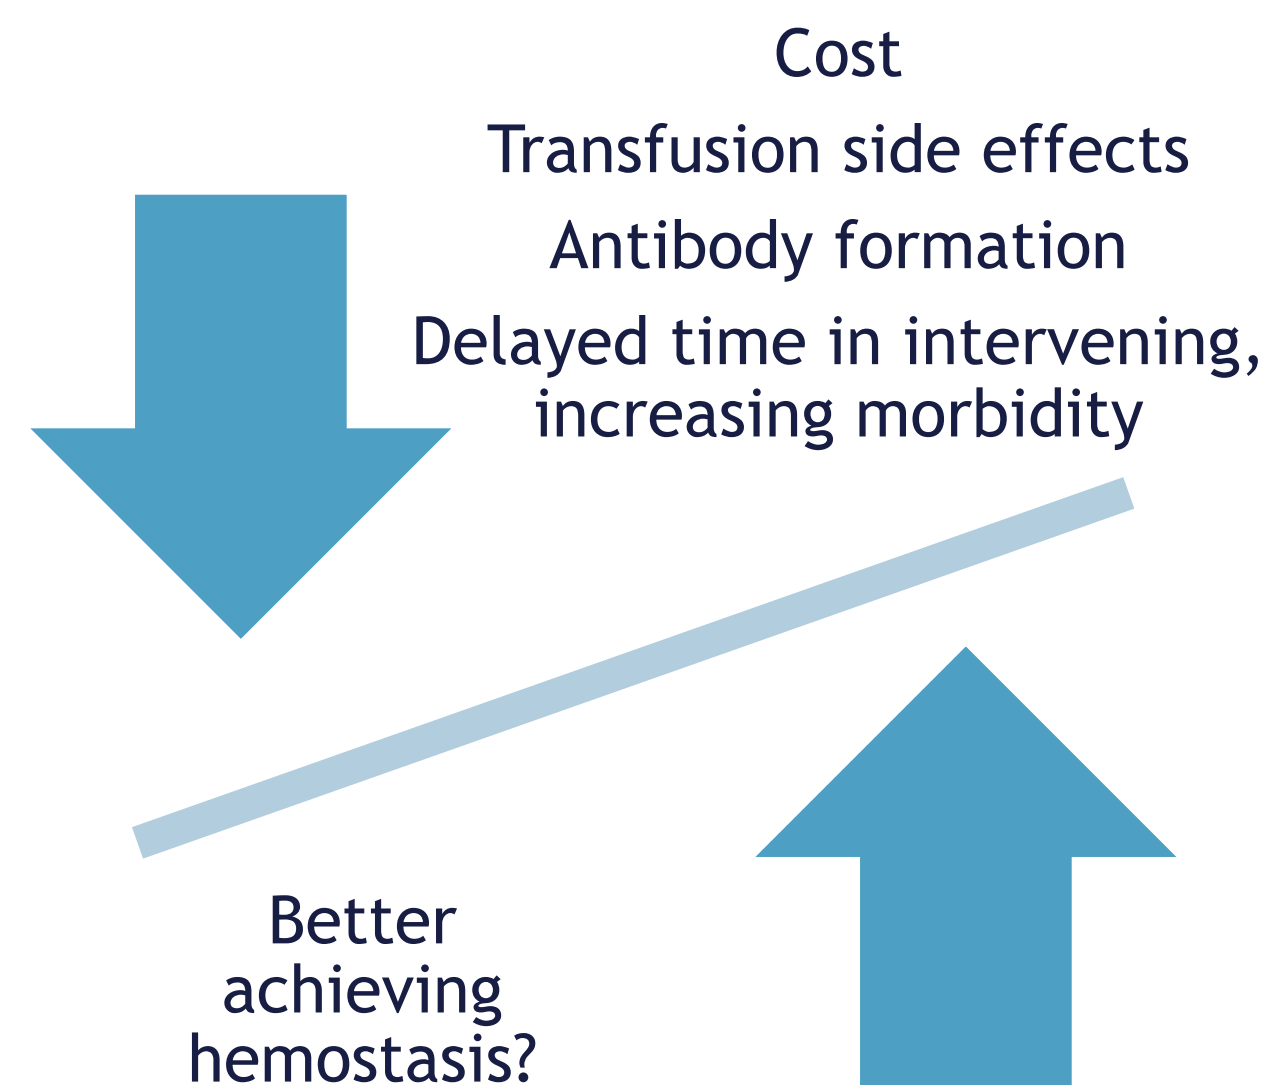 Cost
Transfusion side effects
Antibody formation
Delayed time in intervening,
increasing morbidity
Better
achieving
hemostasis?